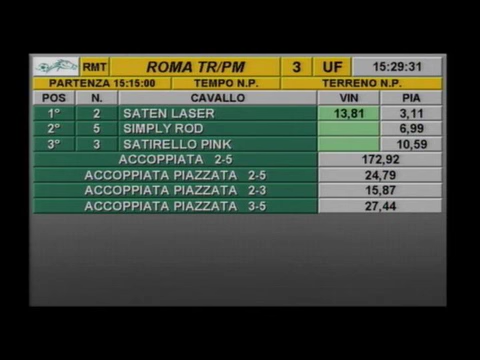 RMT ROMA TR/PM 3 UF 15:29:31
PARTENZA 15:15:00 TEMPO N.P. TERRENO N.P.
POS N. CAVALLO VIN PIA
1° 2 SATEN LASER 13,81 3,11
2° 5 SIMPLY ROD 6,99
3° 3 SATIRELLO PINK 10,59
ACCOPPIATA 2-5 172,92
ACCOPPIATA PIAZZATA 2-5 24,79
ACCOPPIATA PIAZZATA 2-3 15,87
ACCOPPIATA PIAZZATA 3-5 27,44